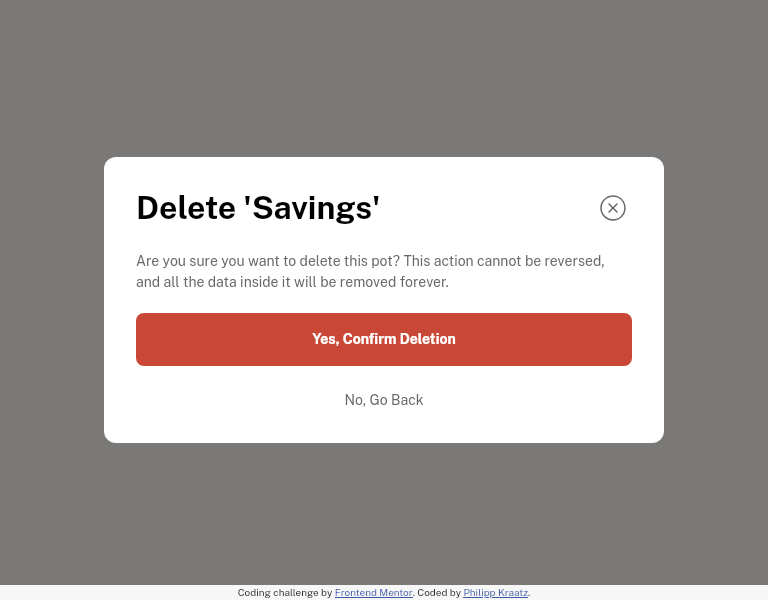 Delete 'Savings'
Are you sure you want to delete this pot? This action cannot be reversed,
and all the data inside it will be removed forever.
Yes, Confirm Deletion
No, Go Back
Coding challenge by Frontend Mentor. Coded by Philipp Kraatz.